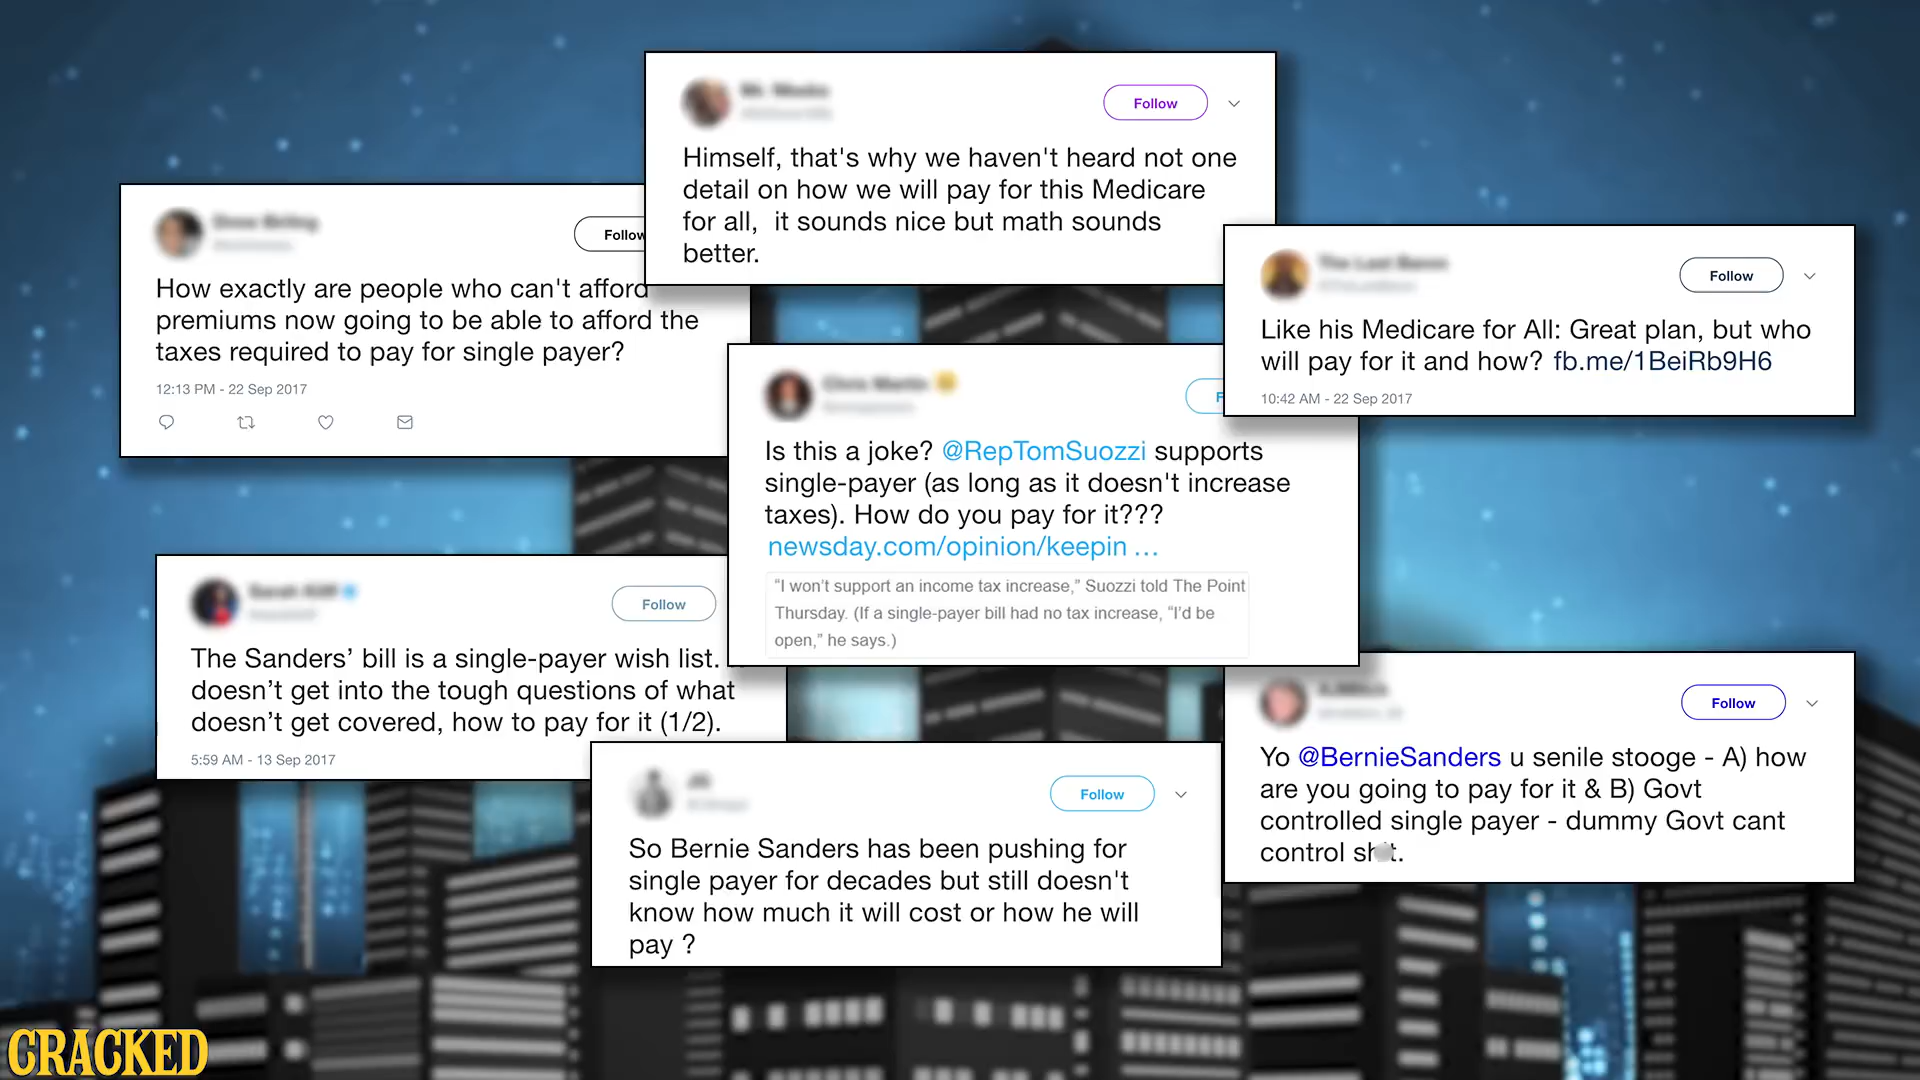 Follow
Himself, that's why we haven't heard not one
detail on how we will pay for this Medicare
for all, it sounds nice but math sounds
better.
Follow
How exactly are people who can't afford
premiums now going to be able to afford the
taxes required to pay for single payer?
12:13 PM - 22 Sep 2017
Follow
Like his Medicare for All: Great plan, but who
will pay for it and how? fb.me/1BeiRb9H6
10:42 AM - 22 Sep 2017
Is this a joke? @RepTomSuozzi supports
single-payer (as long as it doesn't increase
taxes). How do you pay for it???
newsday.com/opinion/keepin ...
“I won't support an income tax increase,” Suozzi told The Point
Thursday. (If a single-payer bill had no tax increase, “I'd be
open,” he says.)
Follow
The Sanders’ bill is a single-payer wish list.
doesn’t get into the tough questions of what
doesn’t get covered, how to pay for it (1/2).
5:59 AM - 13 Sep 2017
Follow
Yo @BernieSanders u senile stooge - A) how
are you going to pay for it & B) Govt
controlled single payer - dummy Govt cant
control sh t.
Follow
So Bernie Sanders has been pushing for
single payer for decades but still doesn't
know how much it will cost or how he will
pay ?
CRACKED